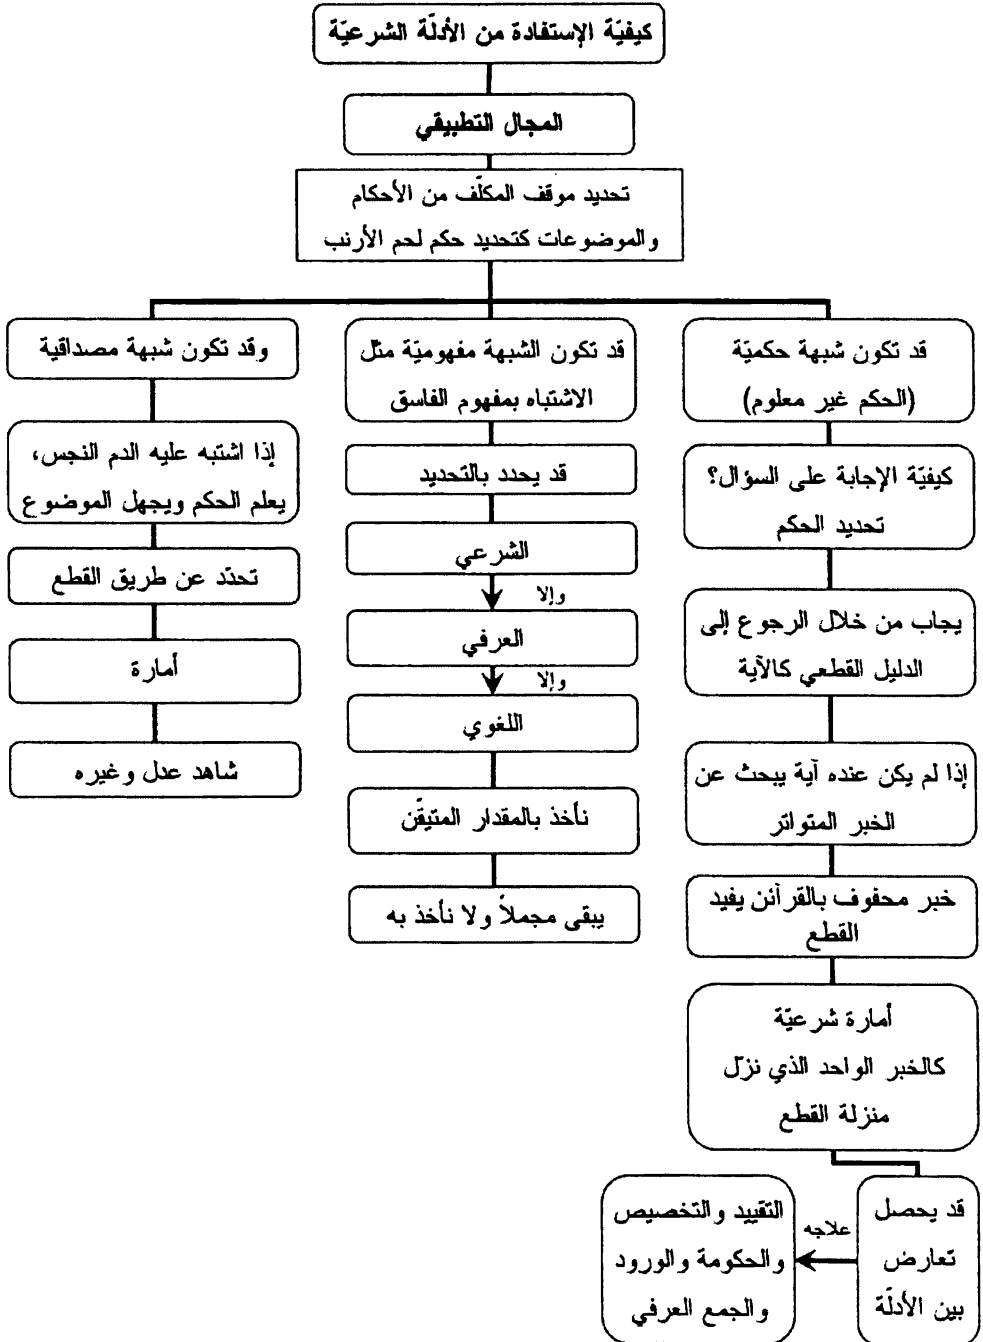 كيفيّة الإستفادة من الأدلّة الشرعيّة
المجال التطبيقي
تحديد موقف المكلّف من الأحكام
والموضوعات كتحديد حكم لحم الأرنب
قد تكون شبهة حكميّة
(الحكم غير معلوم)
كيفيّة الإجابة على السؤال؟
تحديد الحكم
يجاب من خلال الرجوع إلى
الدليل القطعي كالآية
إذا لم يكن عنده آية يبحث عن
الخبر المتواتر
خبر محفوف بالقرآئن يفيد
القطع
أمارة شرعيّة
كالخبر الواحد الذي نزّل
منزلة القطع
قد يحصل
تعارض
بين الأدلّة
علاجه
التقييد والتخصيص
والحكومة والورود
والجمع العرفي
قد تكون الشبهة مفهوميّة مثل
الاشتباه بمفهوم الفاسق
قد يحدد بالتحديد
الشرعي
وإلا
العرفي
وإلا
اللغوي
نأخذ بالمقدار المتيقّن
يبقى مجملاً ولا نأخذ به
وقد تكون شبهة مصداقية
إذا اشتبه عليه الدم النجس،
يعلم الحكم ويجهل الموضوع
تحدّد عن طريق القطع
أمارة
شاهد عدل وغيره